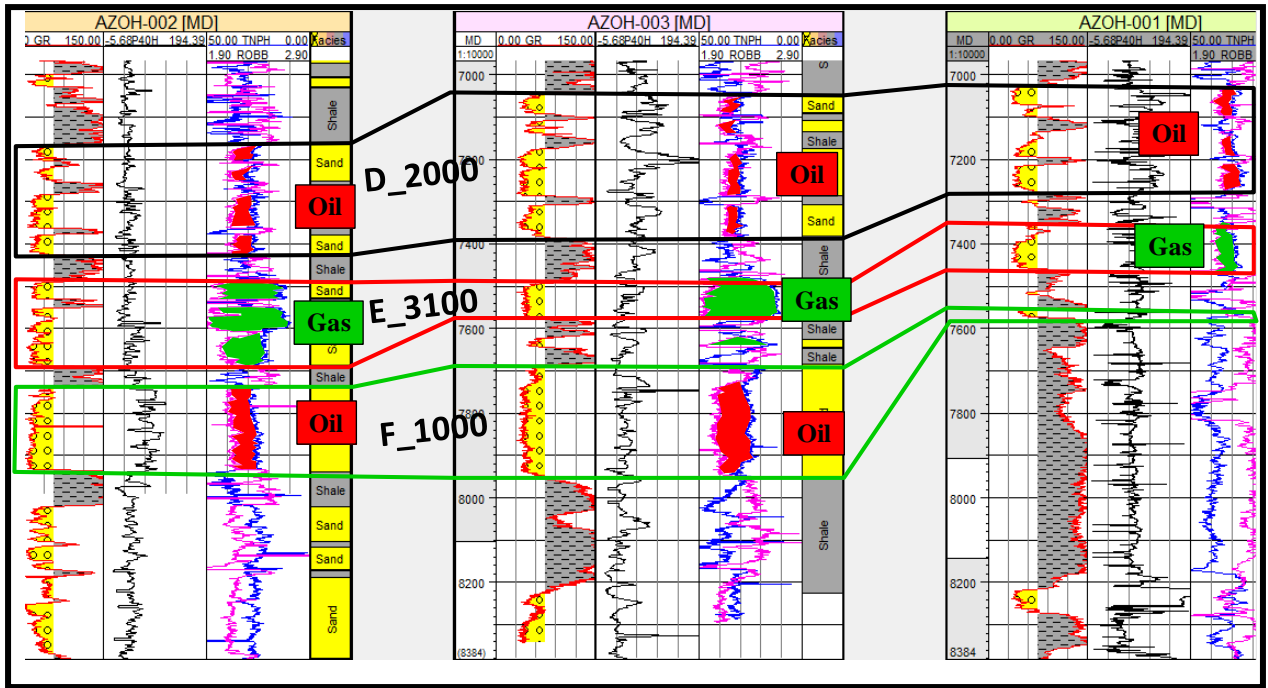 AZOH-002 [MD]
GR 150.00 -5.68 P40H 194.39 50.00 TNPH 0.00 Xacies
1.90 ROBB 2.90
Shale
Sand
Oil
Sand
Shale
Sand
Gas
Shale
Oil
Shale
Sand
Sand
Sand
D_2000
E_3100
F_1000
AZOH-003 [MD]
MD 0.00 GR 150.00 -5.68 P40H 194.39 50.00 TNPH 0.00 Xacies
1:10000 1.90 ROBB 2.90
7000
7200
7400
7600
7800
8000
8200
(8384)
Sand
Shale
Oil
Sand
Shale
Gas
Shale
Shale
Oil
Shale
AZOH-001 [MD]
MD 0.00 GR 150.00 -5.68 P40H 194.39 50.00 TNPH
1:10000 1.90 ROBB
7000
7200
7400
7600
7800
8000
8200
8384
Oil
Gas